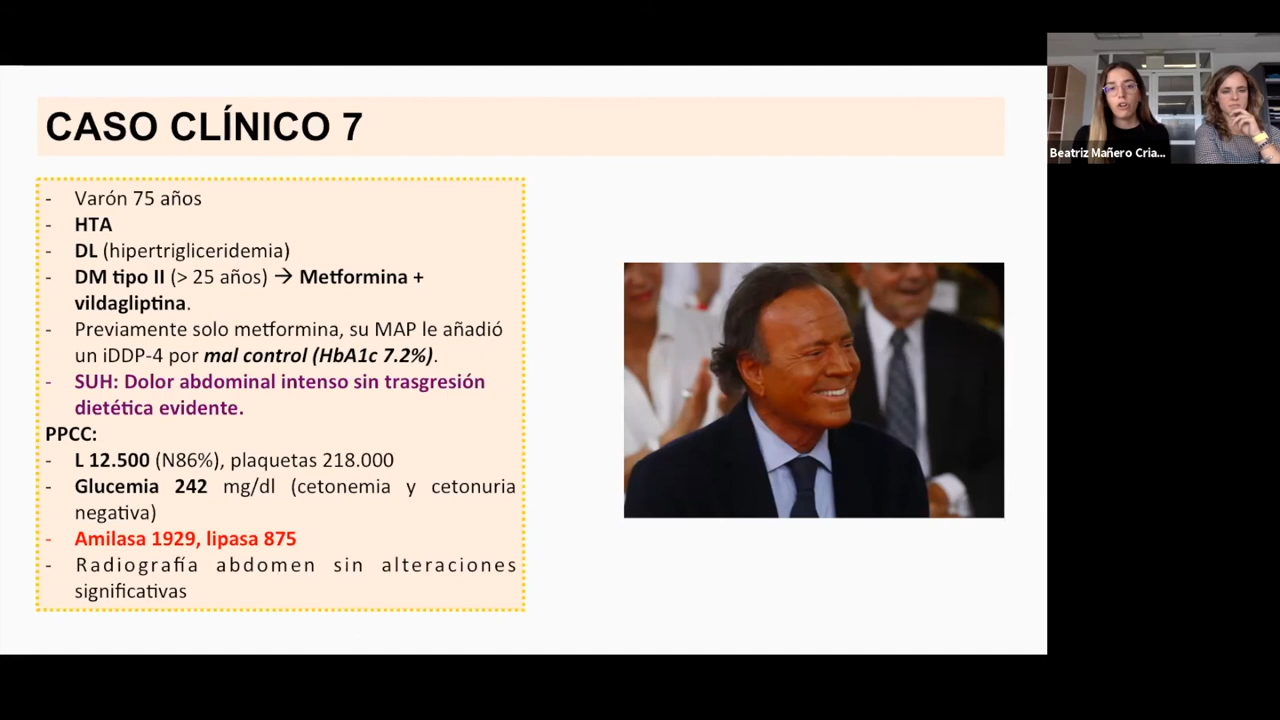 CASO CLÍNICO 7
- Varón 75 años
- HTA
- DL (hipertrigliceridemia)
- DM tipo II (> 25 años) → Metformina +
vildagliptina.
- Previamente solo metformina, su MAP le añadió
un iDDP-4 por mal control (HbA1c 7.2%).
- SUH: Dolor abdominal intenso sin trasgresión
dietética evidente.
PPCC:
- L 12.500 (N86%), plaquetas 218.000
- Glucemia 242 mg/dl (cetonemia y cetonuria
negativa)
- Amilasa 1929, lipasa 875
- Radiografía abdomen sin alteraciones
significativas
Beatriz Mañero Cria...